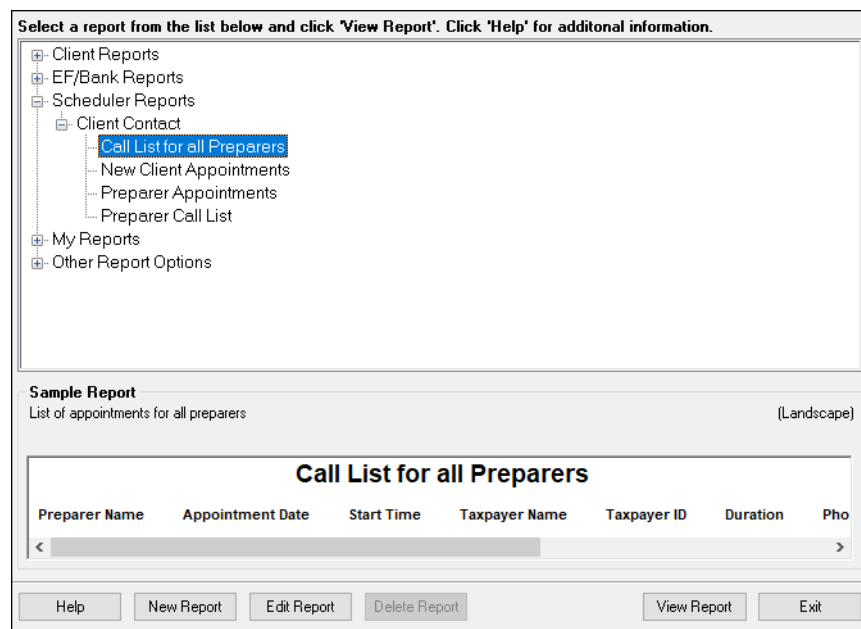 Select a report from the list below and click 'View Report'. Click 'Help' for additonal information.
Client Reports
EF/Bank Reports
Scheduler Reports
Client Contact
Call List for all Preparers
New Client Appointments
Preparer Appointments
Preparer Call List
My Reports
Other Report Options
Sample Report
List of appointments for all preparers (Landscape)
Call List for all Preparers
Preparer Name Appointment Date Start Time Taxpayer Name Taxpayer ID Duration Pho
Help New Report Edit Report Delete Report View Report Exit